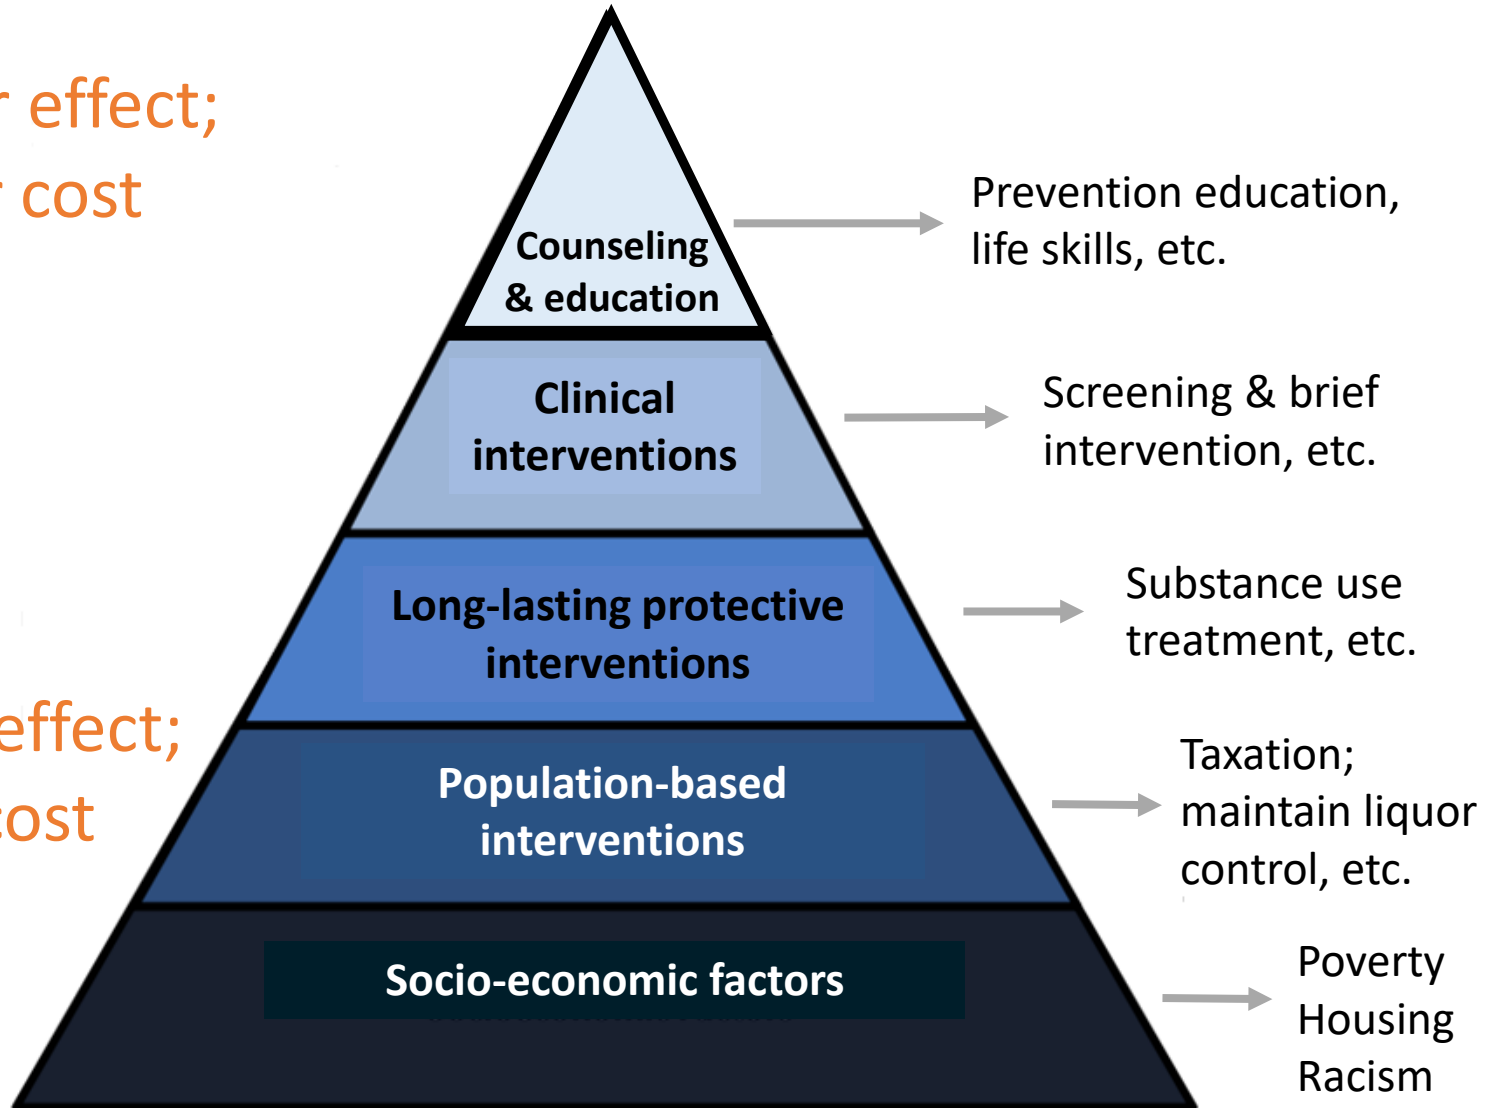 r effect;
r cost
Counseling
& education
Prevention education,
life skills, etc.
Clinical
interventions
Screening & brief
intervention, etc.
Long-lasting protective
interventions
Substance use
treatment, etc.
effect;
cost
Population-based
interventions
Taxation;
maintain liquor
control, etc.
Socio-economic factors
Poverty
Housing
Racism